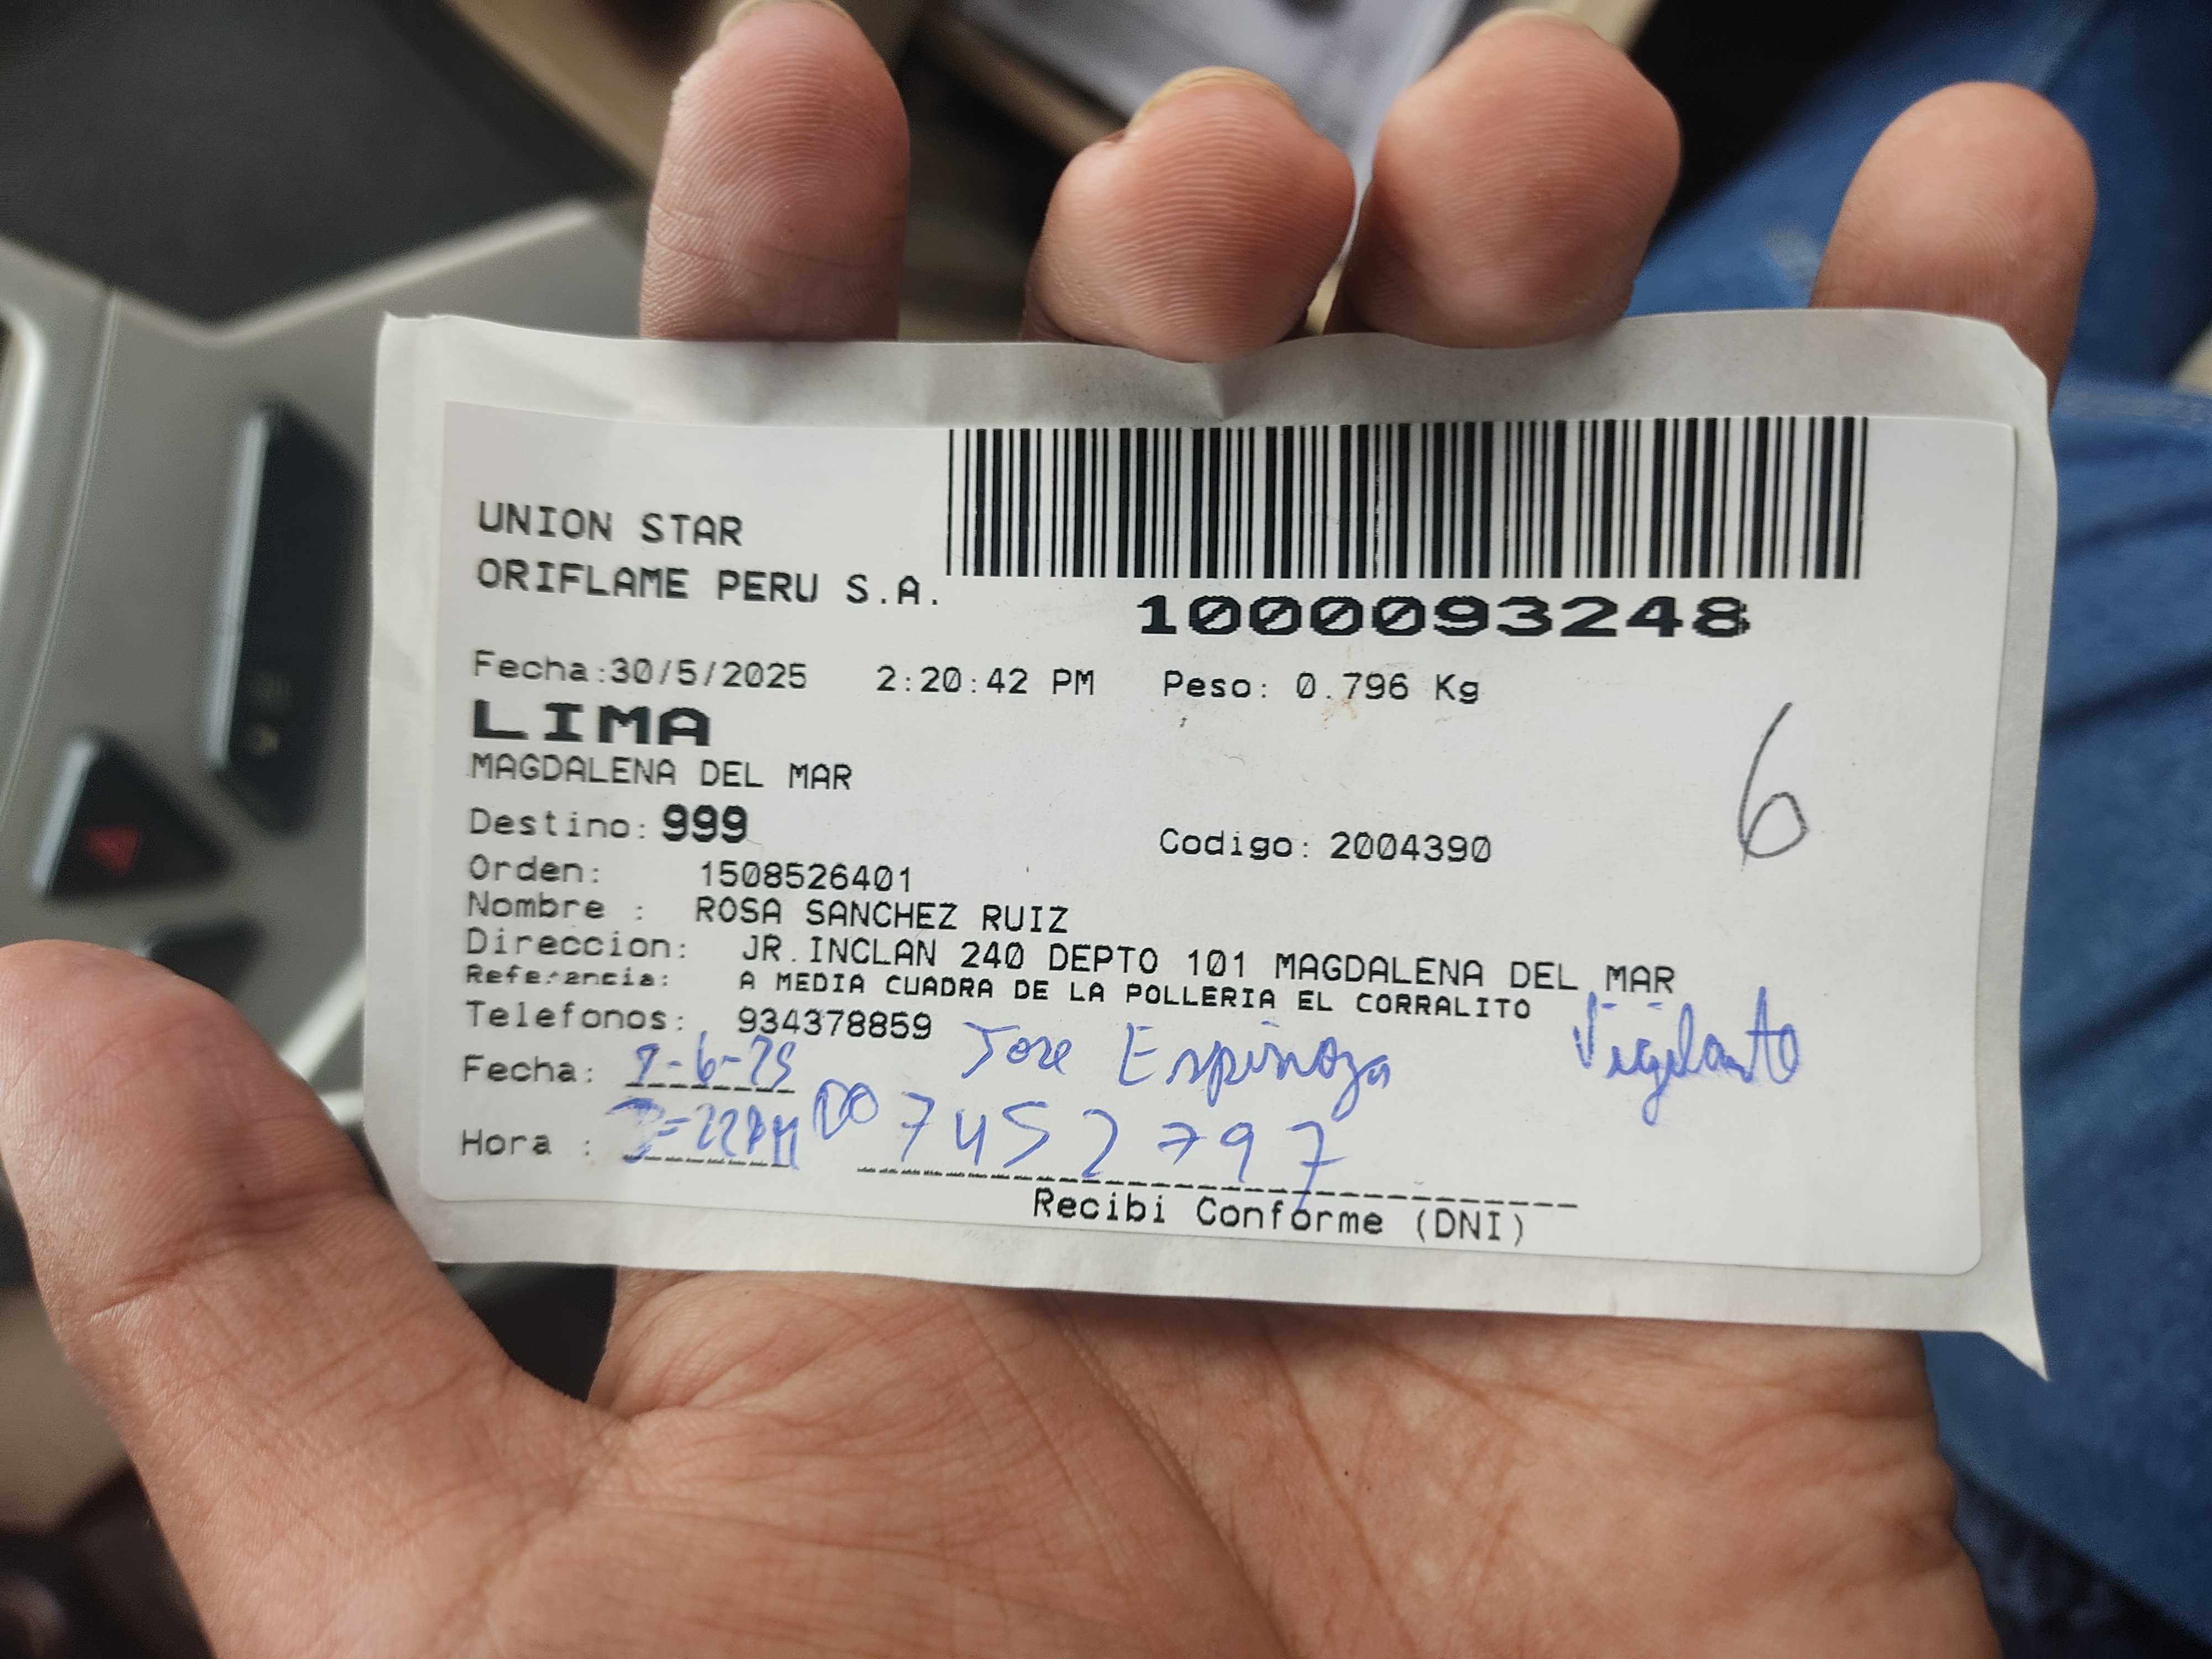 UNION STAR
ORIFLAME PERU S.A.
1000093248
Fecha:30/5/2025 2:20:42 PM Peso: 0.796 Kg
LIMA
MAGDALENA DEL MAR
6
Destino: 999 Codigo: 2004390
Orden: 1508526401
Nombre : ROSA SANCHEZ RUIZ
Direccion: JR.INCLAN 240 DEPTO 101 MAGDALENA DEL MAR
Referencia: A MEDIA CUADRA DE LA POLLERIA EL CORRALITO
Telefonos: 934378859
Fecha: Jose Espinoza Vigilante
Hora : 7452797
Recibi Conforme (DNI)